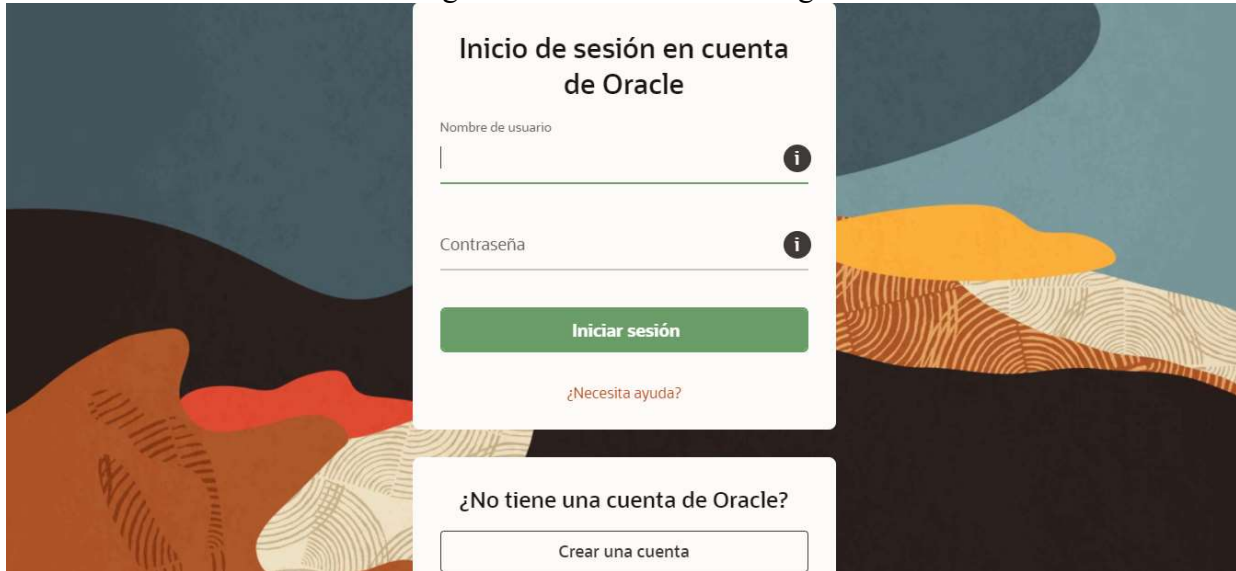 Inicio de sesión en cuenta
de Oracle
Nombre de usuario
i
Contraseña
i
Iniciar sesión
¿Necesita ayuda?
¿No tiene una cuenta de Oracle?
Crear una cuenta